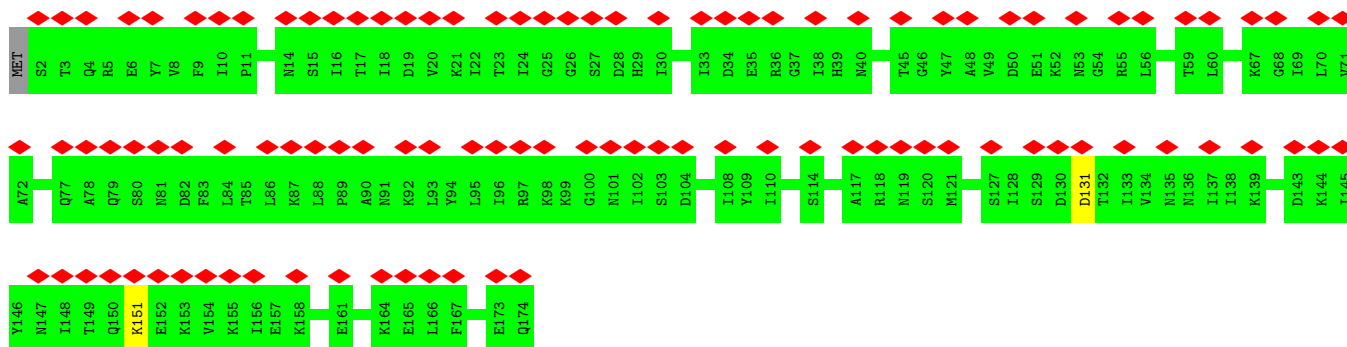 MET S2 T3 Q4 R5 E6 Y7 V8 F9 I10 P11 N14 S15 I16 T17 I18 D19 V20 K21 I22 T23 I24 G25 G26 S27 D28 H29 I30 I33 D34 E35 R36 G37 I38 H39 N40 T45 G46 Y47 A48 V49 D50 E51 K52 N53 G54 R55 L56 T59 L60 K67 G68 I69 L70 V71
A72 Q77 A78 Q79 S80 N81 D82 F83 L84 T85 L86 K87 L88 P89 A90 N91 K92 L93 Y94 L95 I96 R97 K98 K99 G100 N101 I102 S103 D104 I108 Y109 I110 S114 A117 R118 N119 S120 M121 S127 I128 S129 D130 D131 T132 I133 V134 N135 N136 I137 I138 K139 D143 K144 I145
Y146 N147 I148 T149 Q150 K151 E152 K153 V154 K155 I156 E157 K158 E161 K164 E165 L166 F167 E173 Q174